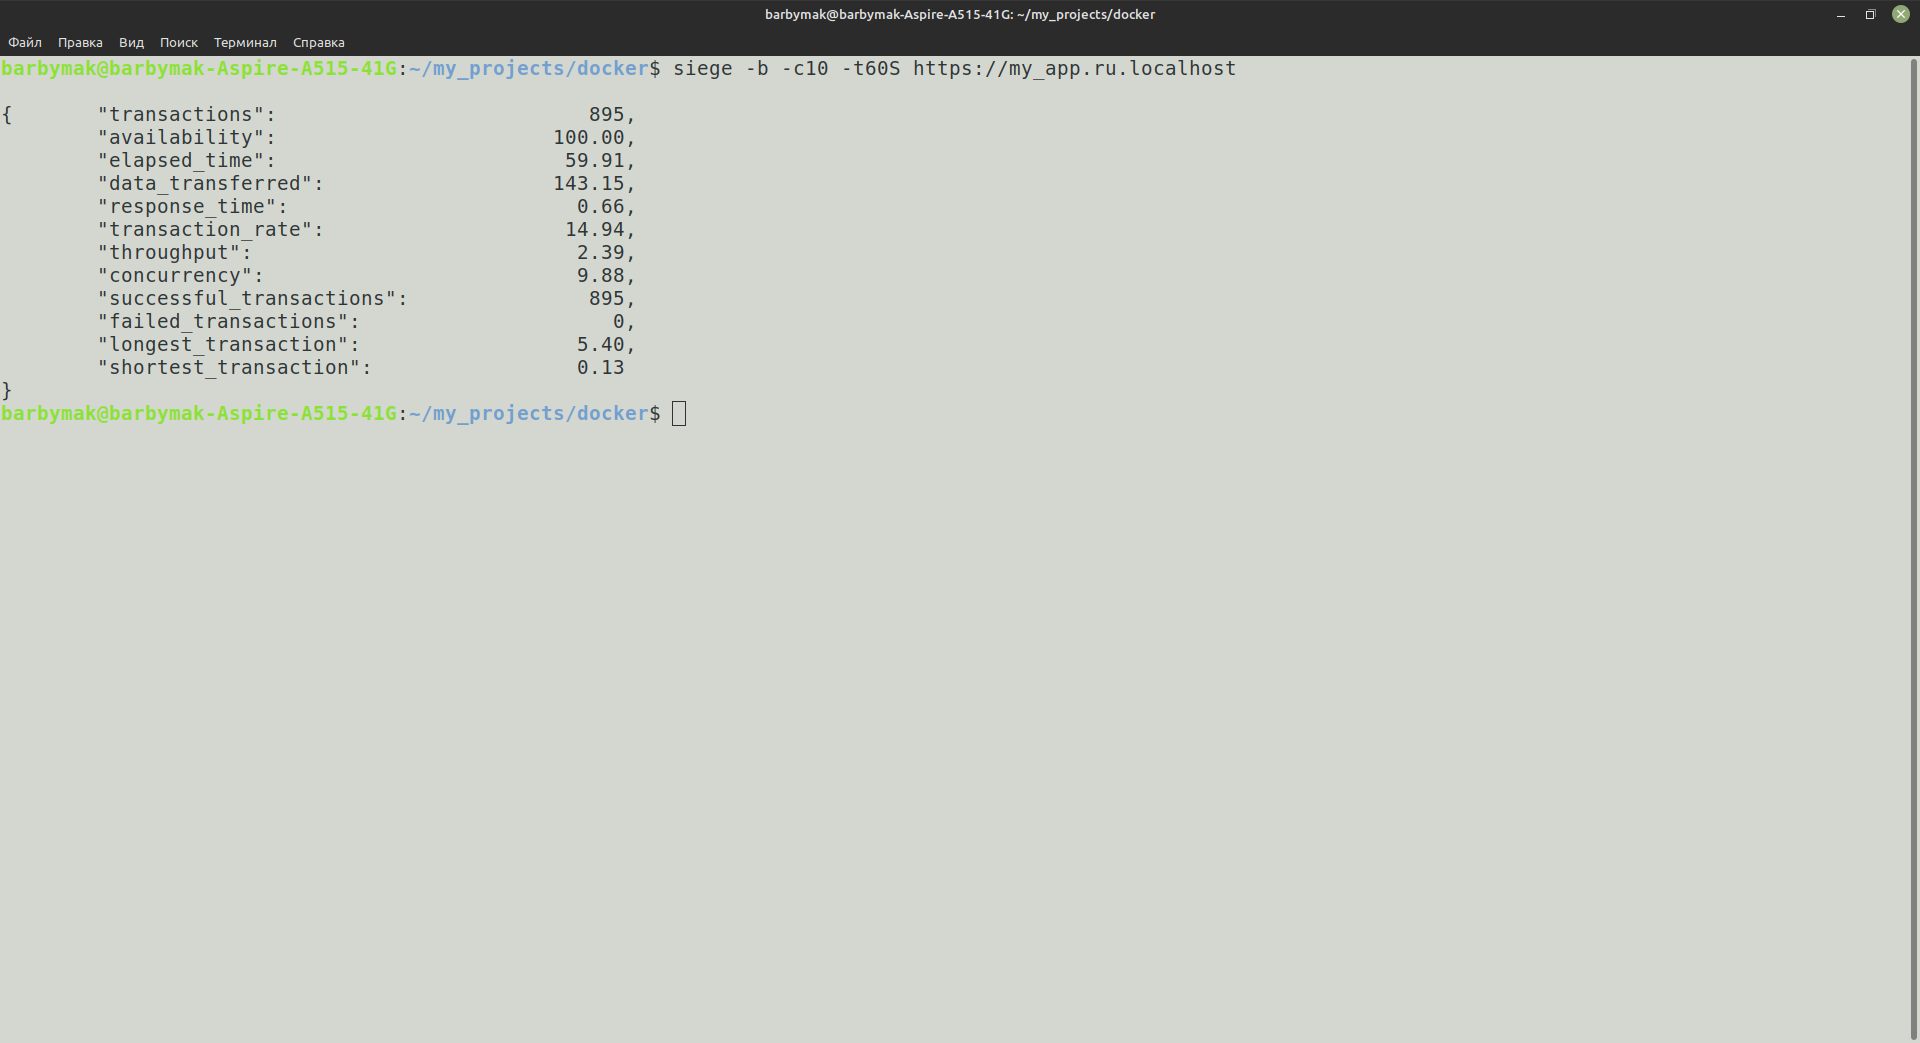 barbymak@barbymak-Aspire-A515-41G: ~/my_projects/docker
Файл Правка Вид Поиск Терминал Справка
barbymak@barbymak-Aspire-A515-41G:~/my_projects/docker$ siege -b -c10 -t60S https://my_app.ru.localhost
{ "transactions": 895,
"availability": 100.00,
"elapsed_time": 59.91,
"data_transferred": 143.15,
"response_time": 0.66,
"transaction_rate": 14.94,
"throughput": 2.39,
"concurrency": 9.88,
"successful_transactions": 895,
"failed_transactions": 0,
"longest_transaction": 5.40,
"shortest_transaction": 0.13
}
barbymak@barbymak-Aspire-A515-41G:~/my_projects/docker$